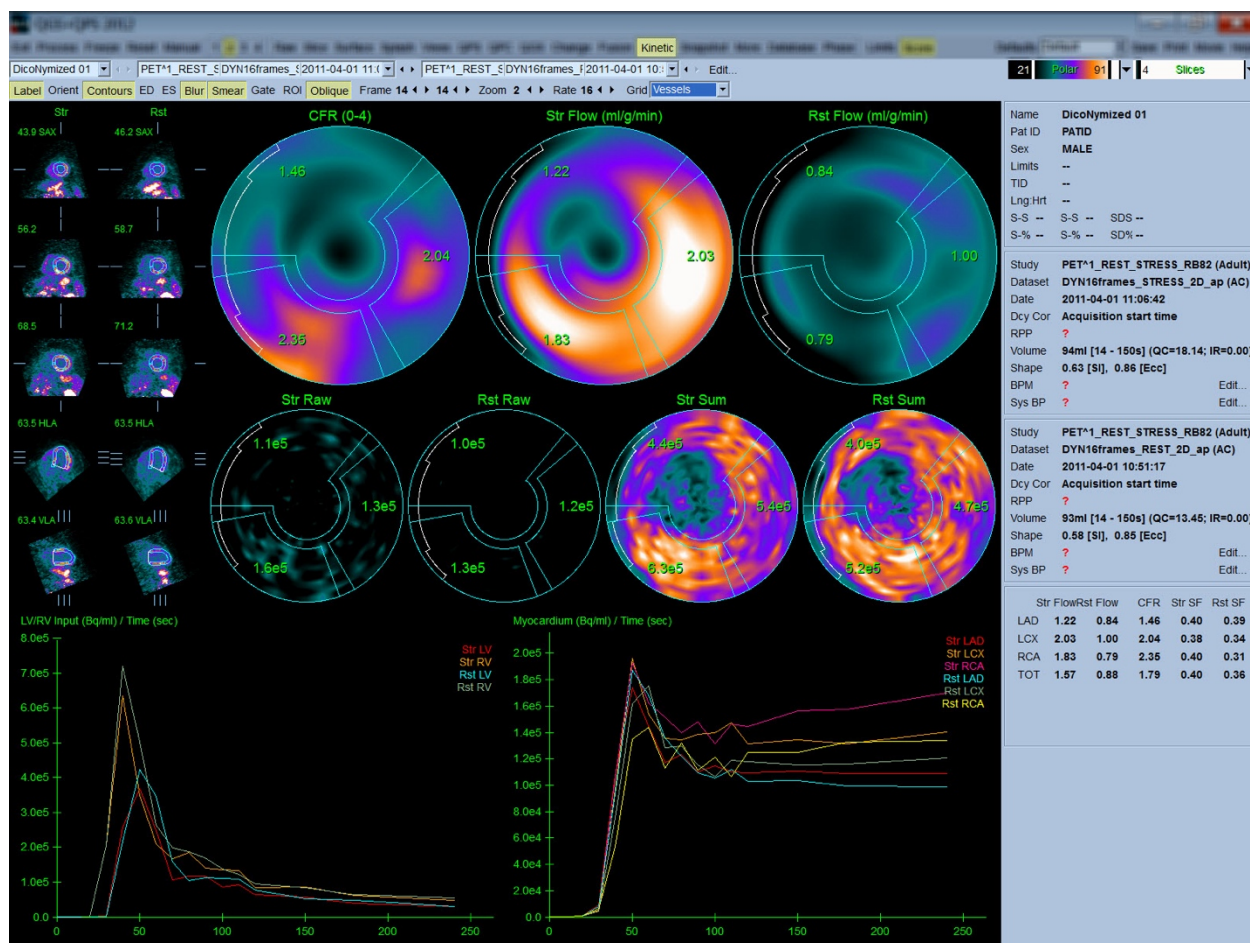 QGS+QPS 2012
Kinetic
DicoNymized 01 PET^1_REST_S DYN16frames_S 2011-04-01 11:0 PET^1_REST_S DYN16frames_F 2011-04-01 10: Edit...
21 Polar 91 4 Slices
Label Orient Contours ED ES Blur Smear Gate ROI Oblique Frame 14 14 Zoom 2 Rate 16 Grid Vessels
Str Rst
43.9 SAX 46.2 SAX
56.2 58.7
68.5 71.2
63.5 HLA 63.5 HLA
63.4 VLA 63.6 VLA
CFR (0-4)
1.46
2.04
2.35
Str Flow (ml/g/min)
1.22
2.03
1.83
Rst Flow (ml/g/min)
0.84
1.00
0.79
Str Raw
1.1e5
1.3e5
1.6e5
Rst Raw
1.0e5
1.2e5
1.3e5
Str Sum
4.4e5
5.4e5
6.3e5
Rst Sum
4.0e5
4.7e5
5.2e5
LV/RV Input (Bq/ml) / Time (sec)
8.0e5
7.0e5
6.0e5
5.0e5
4.0e5
3.0e5
2.0e5
1.0e5
0.0
0 50 100 150 200 250
Str LV
Str RV
Rst LV
Rst RV
Myocardium (Bq/ml) / Time (sec)
2.0e5
1.8e5
1.6e5
1.4e5
1.2e5
1.0e5
8.0e4
6.0e4
4.0e4
2.0e4
0.0
0 50 100 150 200 250
Str LAD
Str LCX
Str RCA
Rst LAD
Rst LCX
Rst RCA
Name DicoNymized 01
Pat ID PATID
Sex MALE
Limits --
TID --
Lng:Hrt --
S-S -- S-S -- SDS --
S-% -- S-% -- SD% --
Study PET^1_REST_STRESS_RB82 (Adult)
Dataset DYN16frames_STRESS_2D_ap (AC)
Date 2011-04-01 11:06:42
Dcy Cor Acquisition start time
RPP ?
Volume 94ml [14 - 150s] (QC=18.14; IR=0.00)
Shape 0.63 [SI], 0.86 [Ecc]
BPM ? Edit...
Sys BP ? Edit...
Study PET^1_REST_STRESS_RB82 (Adult)
Dataset DYN16frames_REST_2D_ap (AC)
Date 2011-04-01 10:51:17
Dcy Cor Acquisition start time
RPP ?
Volume 93ml [14 - 150s] (QC=13.45; IR=0.00)
Shape 0.58 [SI], 0.85 [Ecc]
BPM ? Edit...
Sys BP ? Edit...
Str Flow Rst Flow CFR Str SF Rst SF
LAD 1.22 0.84 1.46 0.40 0.39
LCX 2.03 1.00 2.04 0.38 0.34
RCA 1.83 0.79 2.35 0.40 0.31
TOT 1.57 0.88 1.79 0.40 0.36